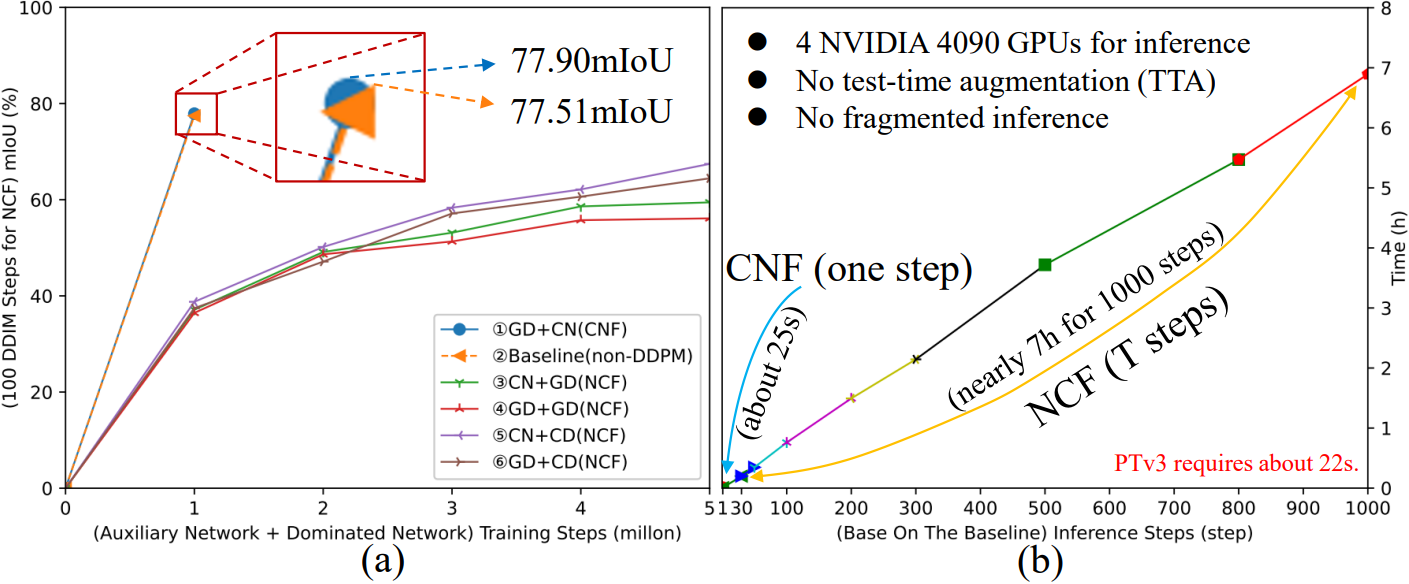 100
80
60
40
20
0
(100 DDIM Steps for NCF) mIoU (%)
77.90mIoU
77.51mIoU
①GD+CN(CNF)
②Baseline(non-DDPM)
③CN+GD(NCF)
④GD+GD(NCF)
⑤CN+CD(NCF)
⑥GD+CD(NCF)
0 1 2 3 4 5
(Auxiliary Network + Dominated Network) Training Steps (millon)
(a)
● 4 NVIDIA 4090 GPUs for inference
● No test-time augmentation (TTA)
● No fragmented inference
CNF (one step)
(about 25s)
(nearly 7h for 1000 steps)
NCF (T steps)
PTv3 requires about 22s.
8
7
6
5
4
3
2
1
0
Time (h)
1 30 100 200 300 400 500 600 700 800 900 1000
(Base On The Baseline) Inference Steps (step)
(b)